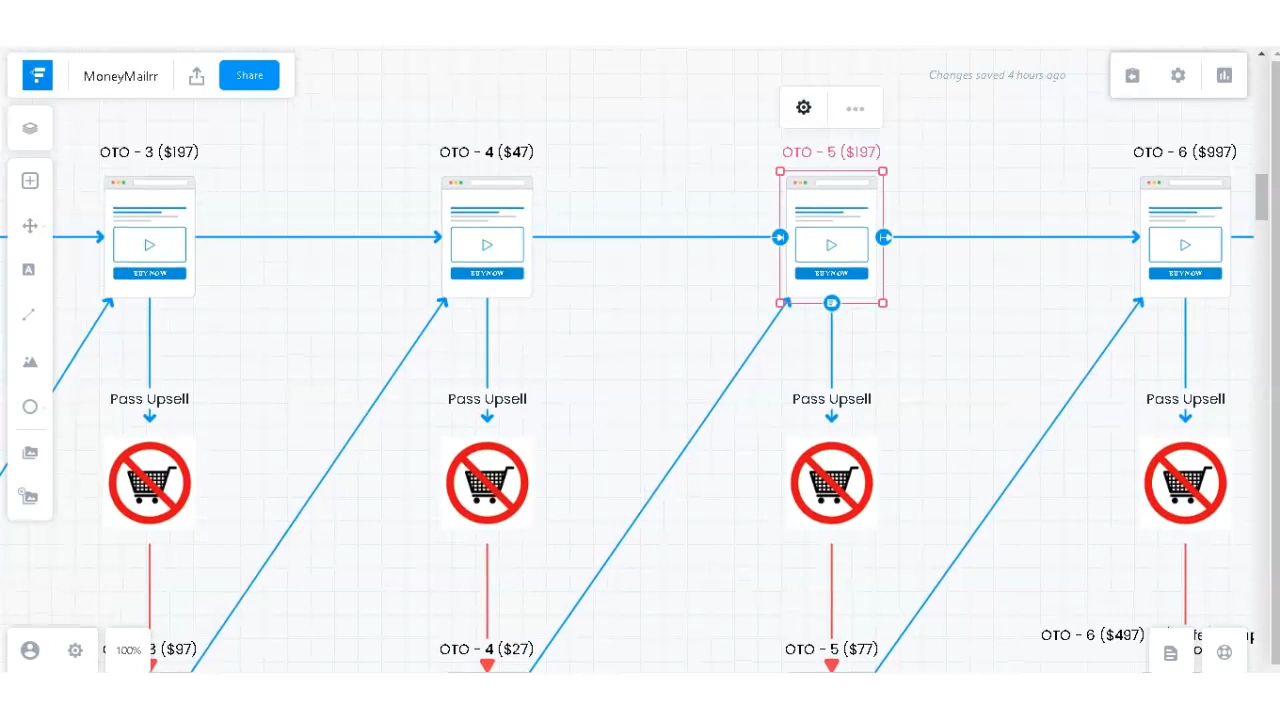 MoneyMailrr
Share
Changes saved 4 hours ago
OTO - 3 ($197)
OTO - 4 ($47)
OTO - 5 ($197)
OTO - 6 ($997)
BUY NOW
BUY NOW
BUY NOW
BUY NOW
Pass Upsell
Pass Upsell
Pass Upsell
Pass Upsell
100%
3 ($97)
OTO - 4 ($27)
OTO - 5 ($77)
OTO - 6 ($497)